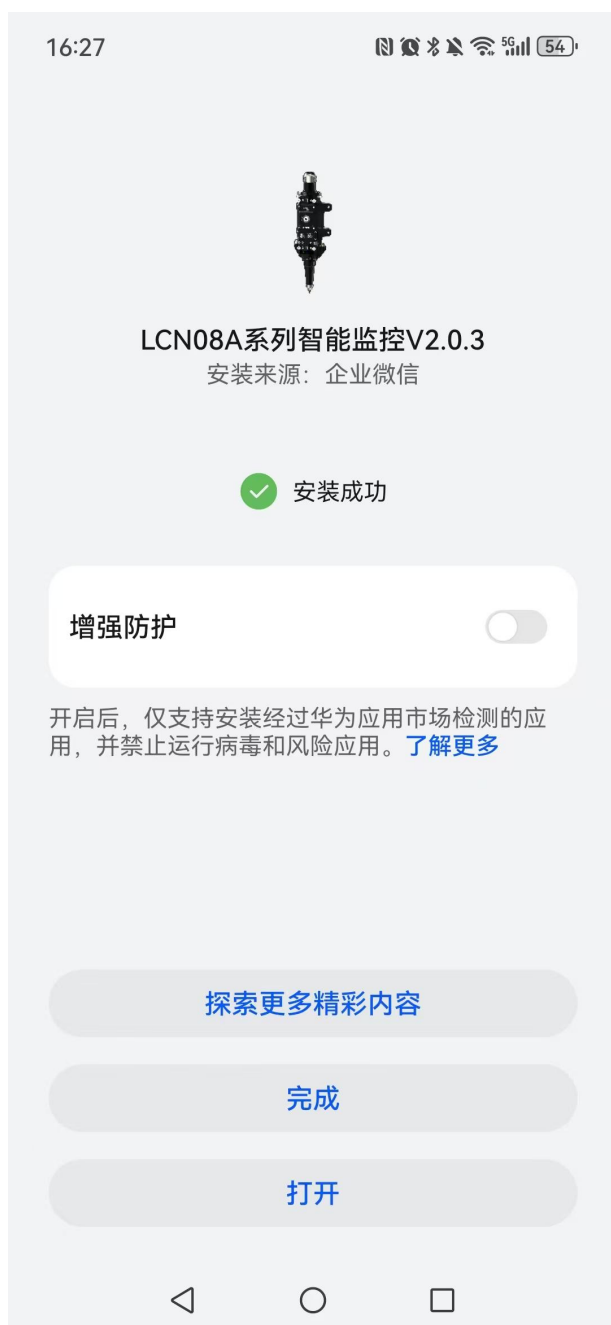 16:27
5G 54
LCN08A系列智能监控V2.0.3
安装来源：企业微信
安装成功
增强防护
开启后，仅支持安装经过华为应用市场检测的应
用，并禁止运行病毒和风险应用。了解更多
探索更多精彩内容
完成
打开